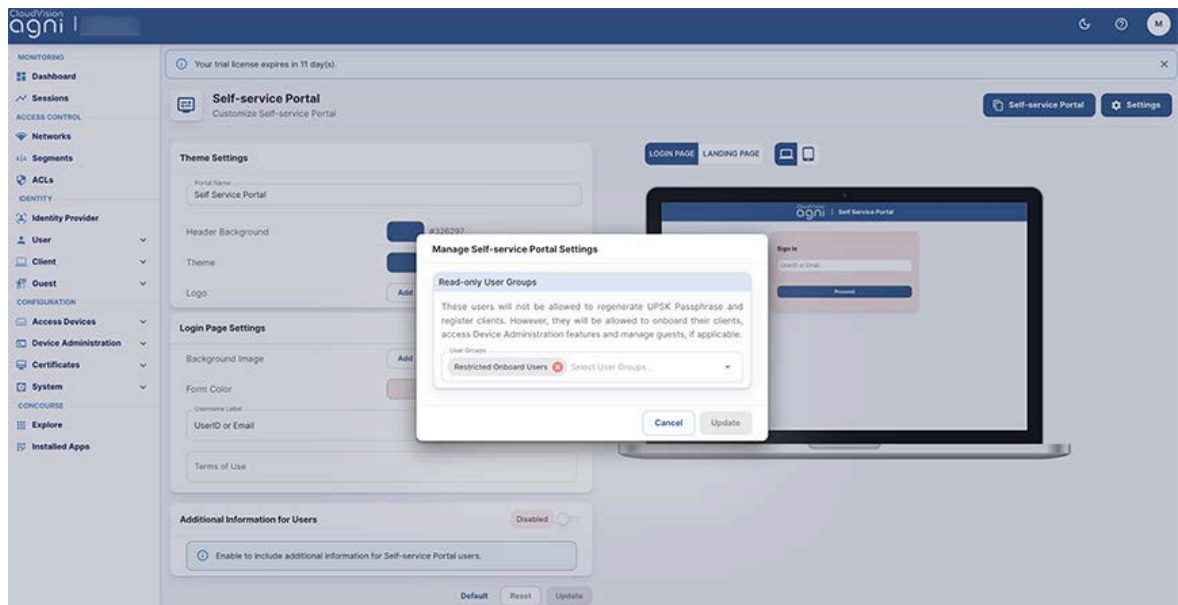 CloudVision
agni
M
MONITORING
Dashboard
Sessions
ACCESS CONTROL
Networks
Segments
ACLs
IDENTITY
Identity Provider
User
Client
Guest
CONFIGURATION
Access Devices
Device Administration
Certificates
System
CONCOURSE
Explore
Installed Apps
Your trial license expires in 11 day(s).
Self-service Portal
Customize Self-service Portal
Self-service Portal
Settings
Theme Settings
Portal Name
Self Service Portal
Header Background
#326297
Theme
Logo
Add
Login Page Settings
Background Image
Add
Form Color
Username Label
UserID or Email
Terms of Use
Additional Information for Users
Disabled
Enable to include additional information for Self-service Portal users.
Default
Reset
Update
LOGIN PAGE
LANDING PAGE
CloudVision
agni | Self Service Portal
Sign in
UserID or Email
Proceed
Manage Self-service Portal Settings
Read-only User Groups
These users will not be allowed to regenerate UPSK Passphrase and
register clients. However, they will be allowed to onboard their clients,
access Device Administration features and manage guests, if applicable.
User Groups
Restricted Onboard Users
Select User Groups...
Cancel
Update